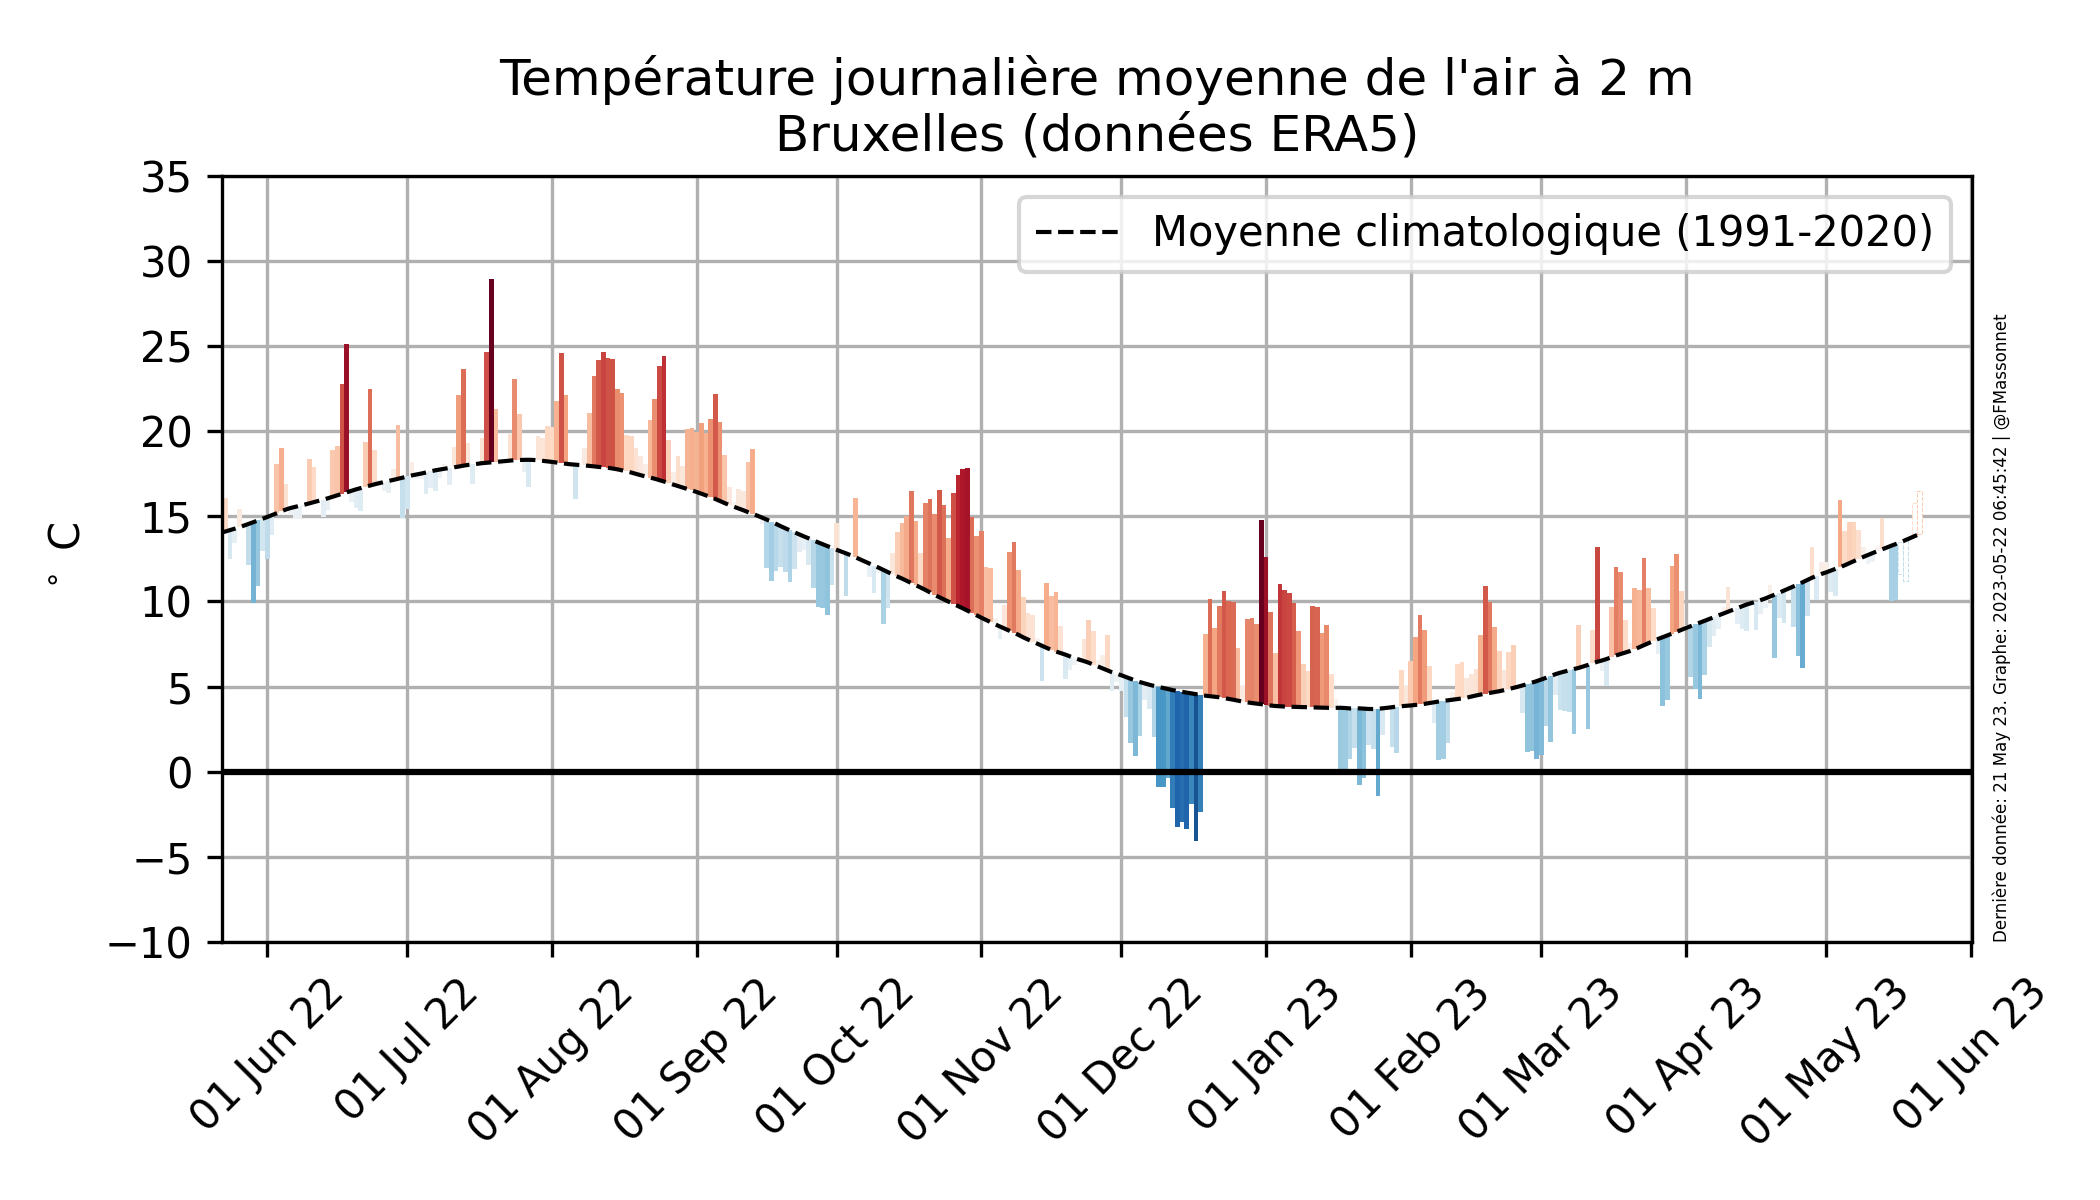 Température journalière moyenne de l'air à 2 m
Bruxelles (données ERA5)
Moyenne climatologique (1991-2020)
35
30
25
20
15
10
5
0
−5
−10
° C
01 Jun 22
01 Jul 22
01 Aug 22
01 Sep 22
01 Oct 22
01 Nov 22
01 Dec 22
01 Jan 23
01 Feb 23
01 Mar 23
01 Apr 23
01 May 23
01 Jun 23
Dernière donnée: 21 May 23. Graphe: 2023-05-22 06:45:42 | @FMassonnet